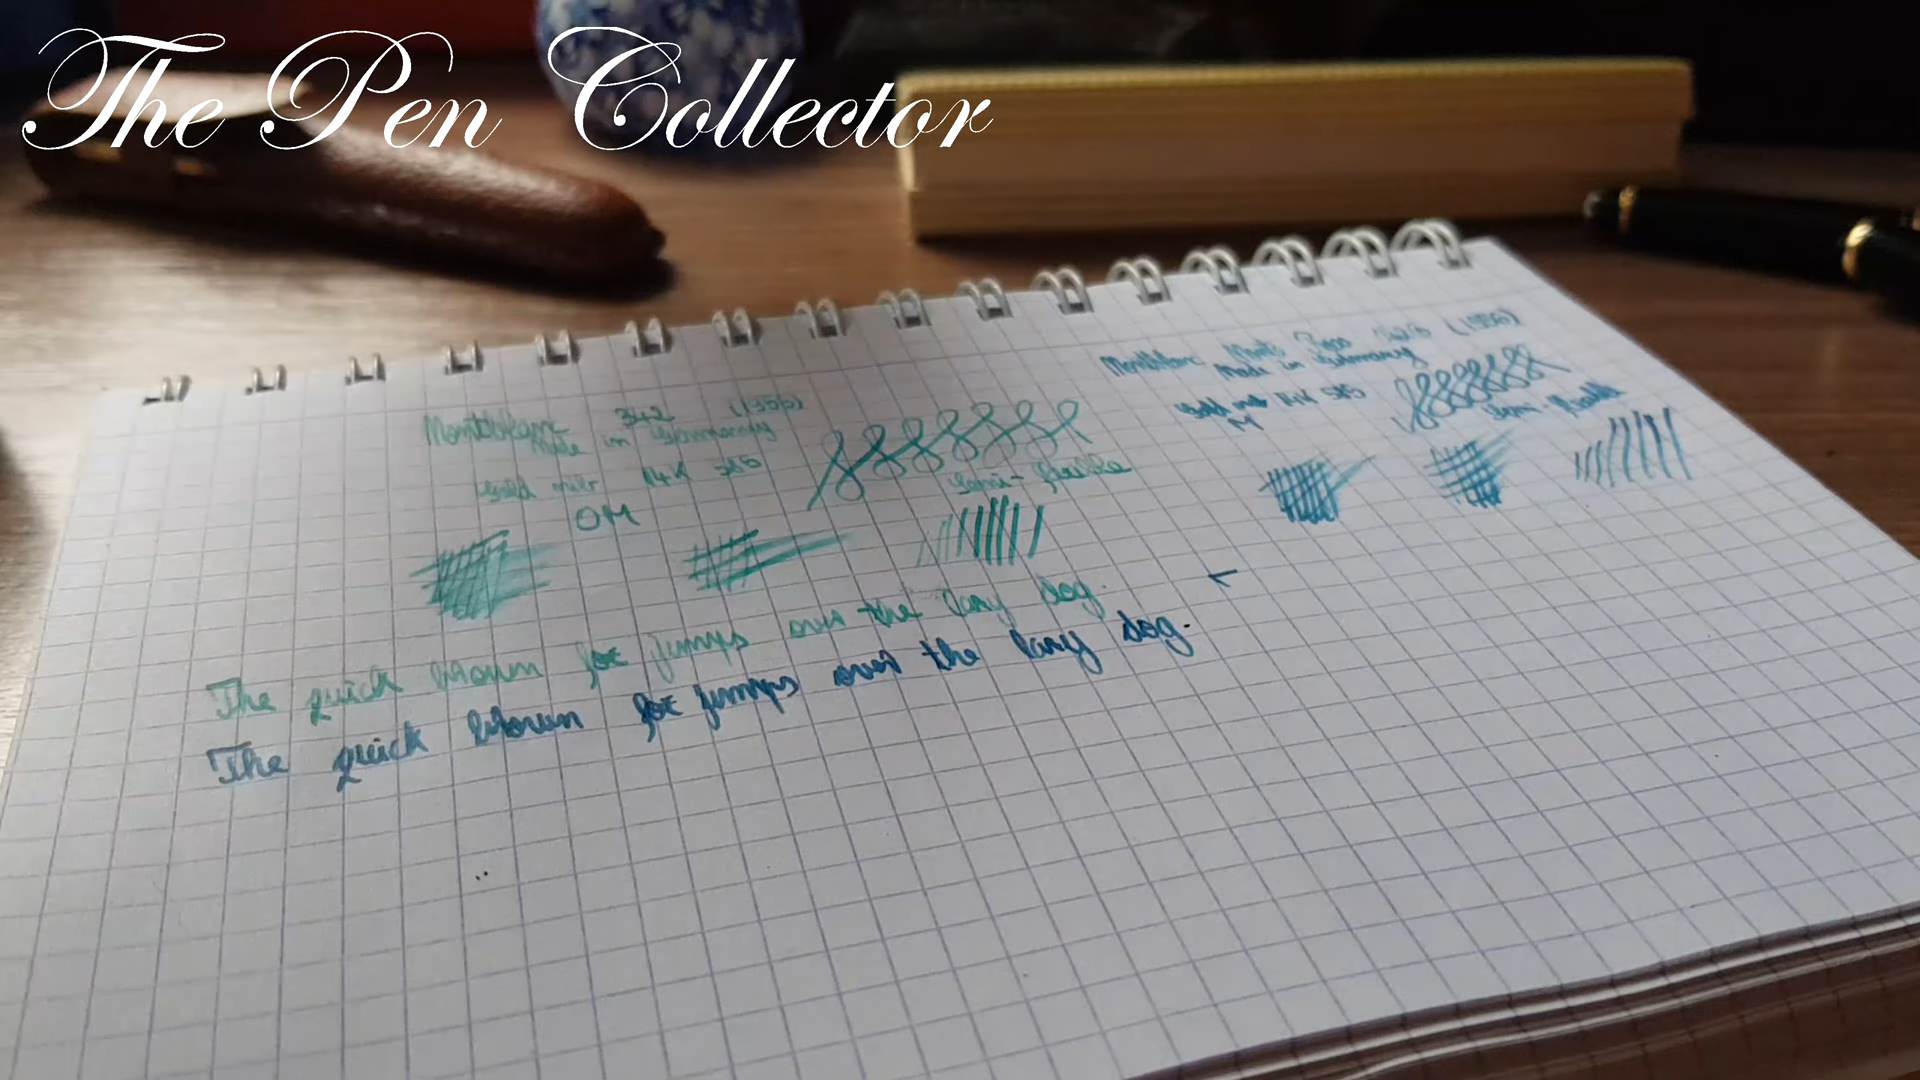 The Pen Collector
Montblanc 342 (1956)
Made in Germany
Gold nib 14K 585
OM
Semi-flexible
Montblanc (1956)
Made in Germany
Gold nib 14K 585
M
Semi-
The quick brown fox jumps over the lazy dog.
The quick brown fox jumps over the lazy dog.